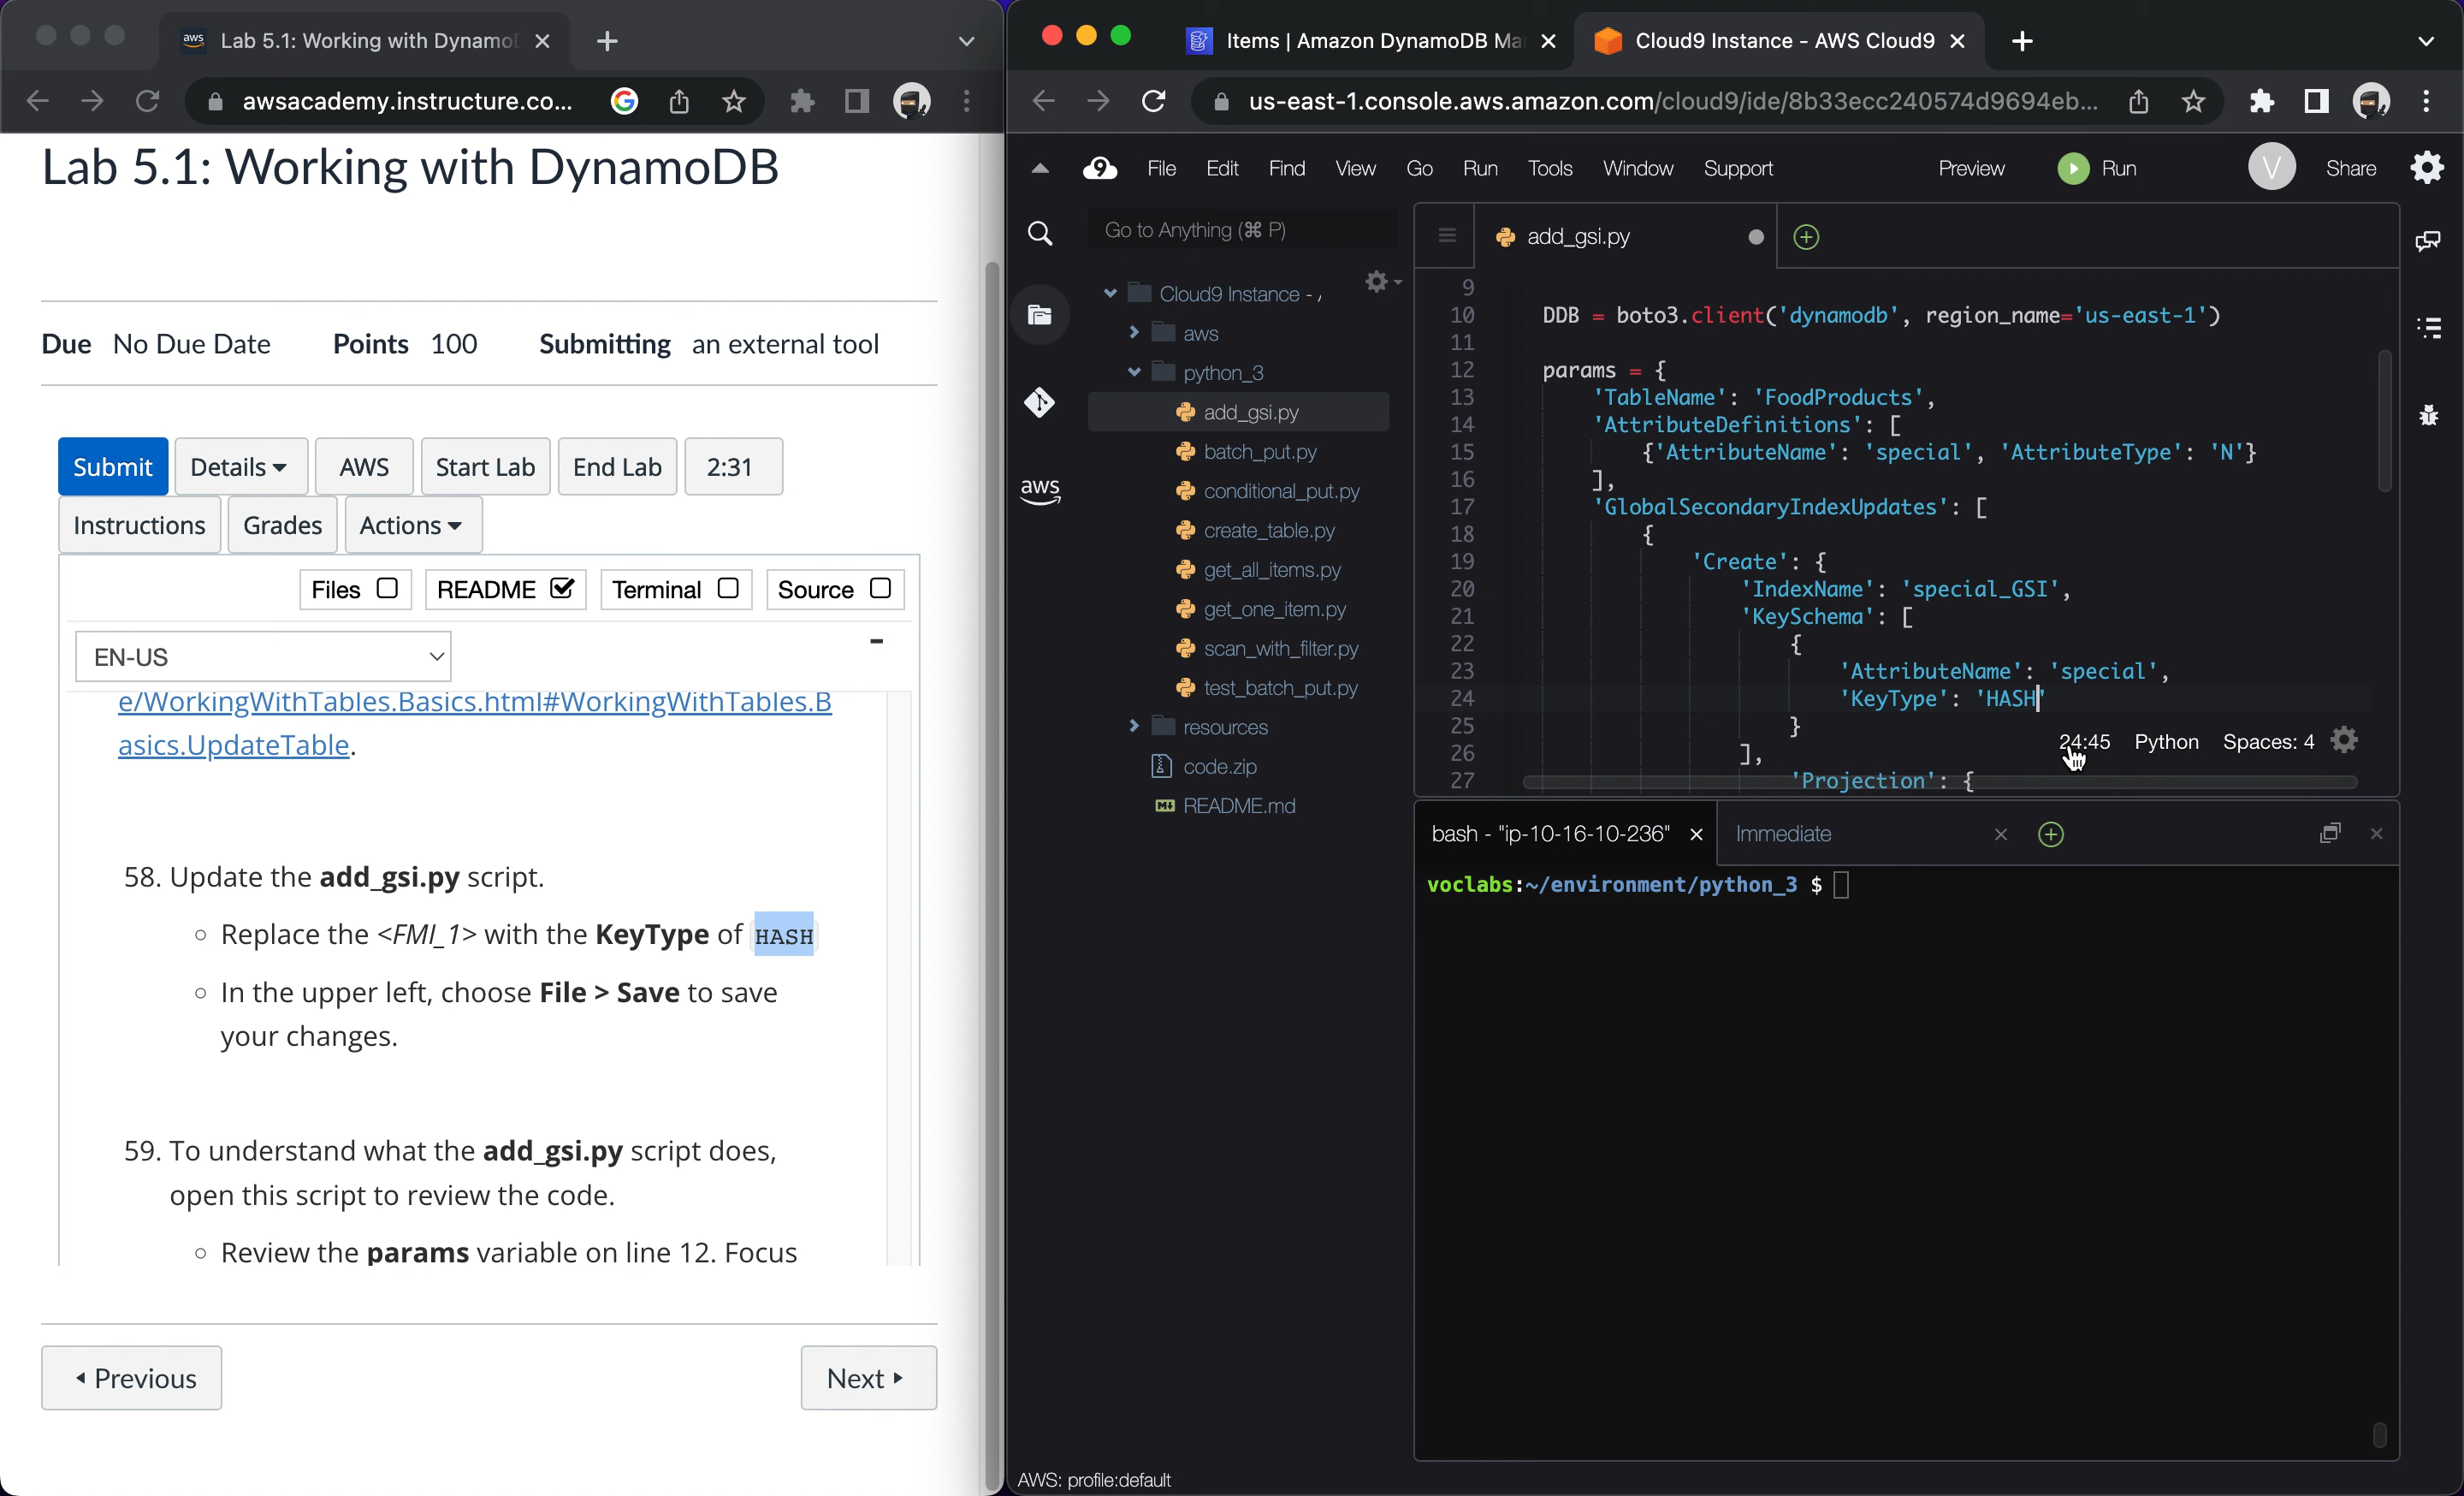 aws Lab 5.1: Working with Dynamo
awsacademy.instructure.co...
Lab 5.1: Working with DynamoDB
Due No Due Date Points 100 Submitting an external tool
Submit Details AWS Start Lab End Lab 2:31
Instructions Grades Actions
Files README Terminal Source
EN-US
e/WorkingWithTables.Basics.html#WorkingWithTables.B
asics.UpdateTable.
58. Update the add_gsi.py script.
Replace the <FMI_1> with the KeyType of HASH
In the upper left, choose File > Save to save
your changes.
59. To understand what the add_gsi.py script does,
open this script to review the code.
Review the params variable on line 12. Focus
Previous Next
Items | Amazon DynamoDB Ma Cloud9 Instance - AWS Cloud9
us-east-1.console.aws.amazon.com/cloud9/ide/8b33ecc240574d9694eb...
9 File Edit Find View Go Run Tools Window Support Preview Run V Share
Go to Anything (⌘ P)
aws
Cloud9 Instance -
aws
python_3
add_gsi.py
batch_put.py
conditional_put.py
create_table.py
get_all_items.py
get_one_item.py
scan_with_filter.py
test_batch_put.py
resources
code.zip
README.md
add_gsi.py
9
10 DDB = boto3.client('dynamodb', region_name='us-east-1')
11
12 params = {
13 'TableName': 'FoodProducts',
14 'AttributeDefinitions': [
15 {'AttributeName': 'special', 'AttributeType': 'N'}
16 ],
17 'GlobalSecondaryIndexUpdates': [
18 {
19 'Create': {
20 'IndexName': 'special_GSI',
21 'KeySchema': [
22 {
23 'AttributeName': 'special',
24 'KeyType': 'HASH'
25 }
26 ],
27 'Projection': {
24:45 Python Spaces: 4
bash - "ip-10-16-10-236" Immediate
voclabs:~/environment/python_3 $
AWS: profile:default